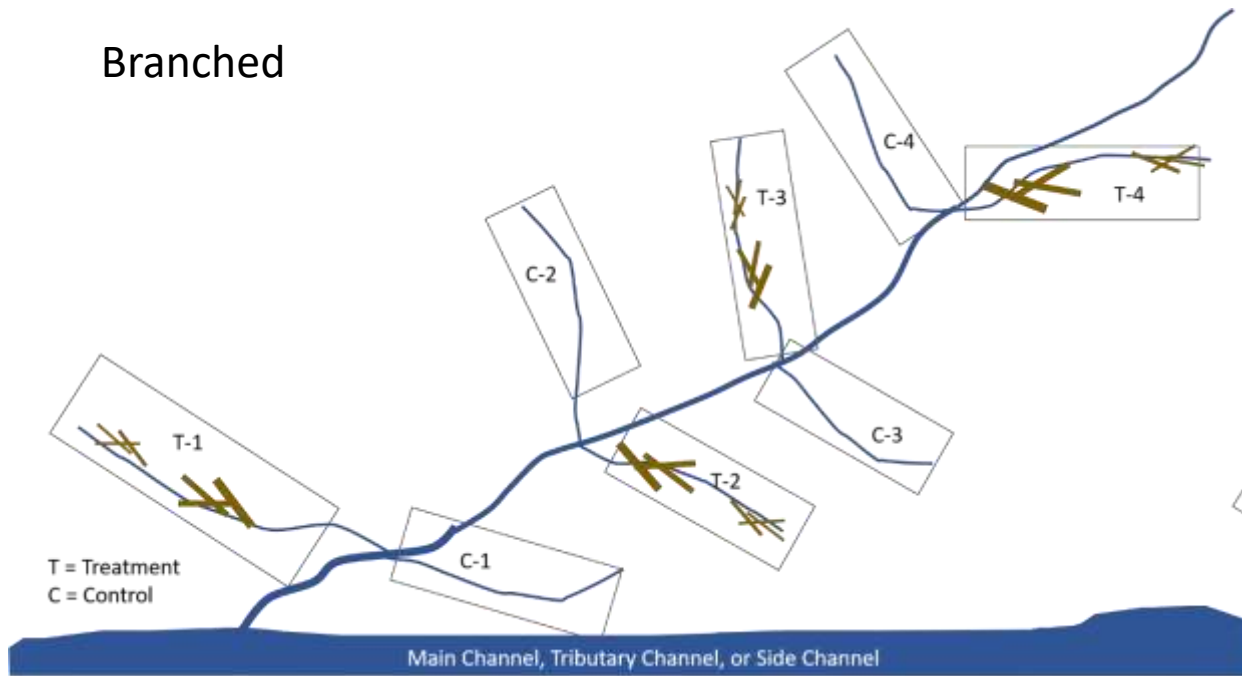 Branched
C-4
T-3
T-4
C-2
T-1
C-3
T-2
C-1
T = Treatment
C = Control
Main Channel, Tributary Channel, or Side Channel